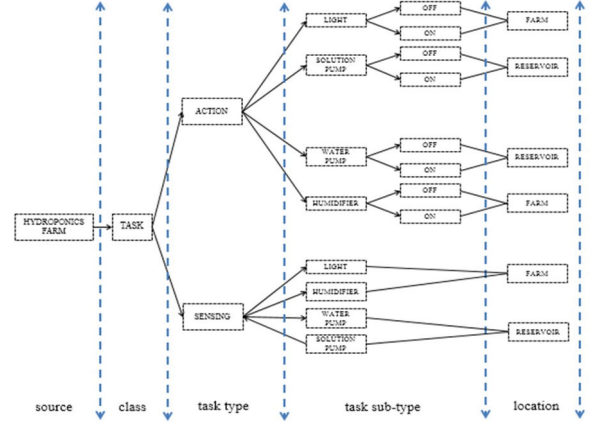 LIGHT
OFF
ON
FARM
SOLUTION
PUMP
OFF
ON
RESERVOIR
ACTION
WATER
PUMP
OFF
ON
RESERVOIR
HUMIDIFIER
OFF
ON
FARM
HYDROPONICS
FARM
TASK
LIGHT
HUMIDIFIER
FARM
SENSING
WATER
PUMP
SOLUTION
PUMP
RESERVOIR
source class task type task sub-type location